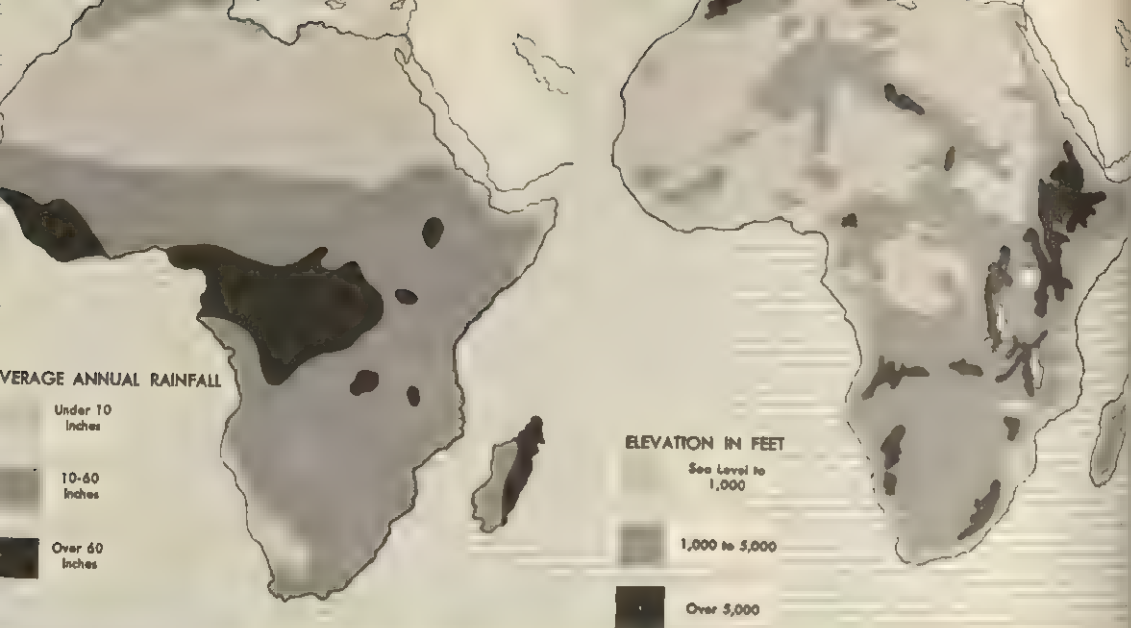 VERAGE ANNUAL RAINFALL
Under 10
Inches
10-60
Inches
Over 60
Inches
ELEVATION IN FEET
Sea Level to
1,000
1,000 to 5,000
Over 5,000